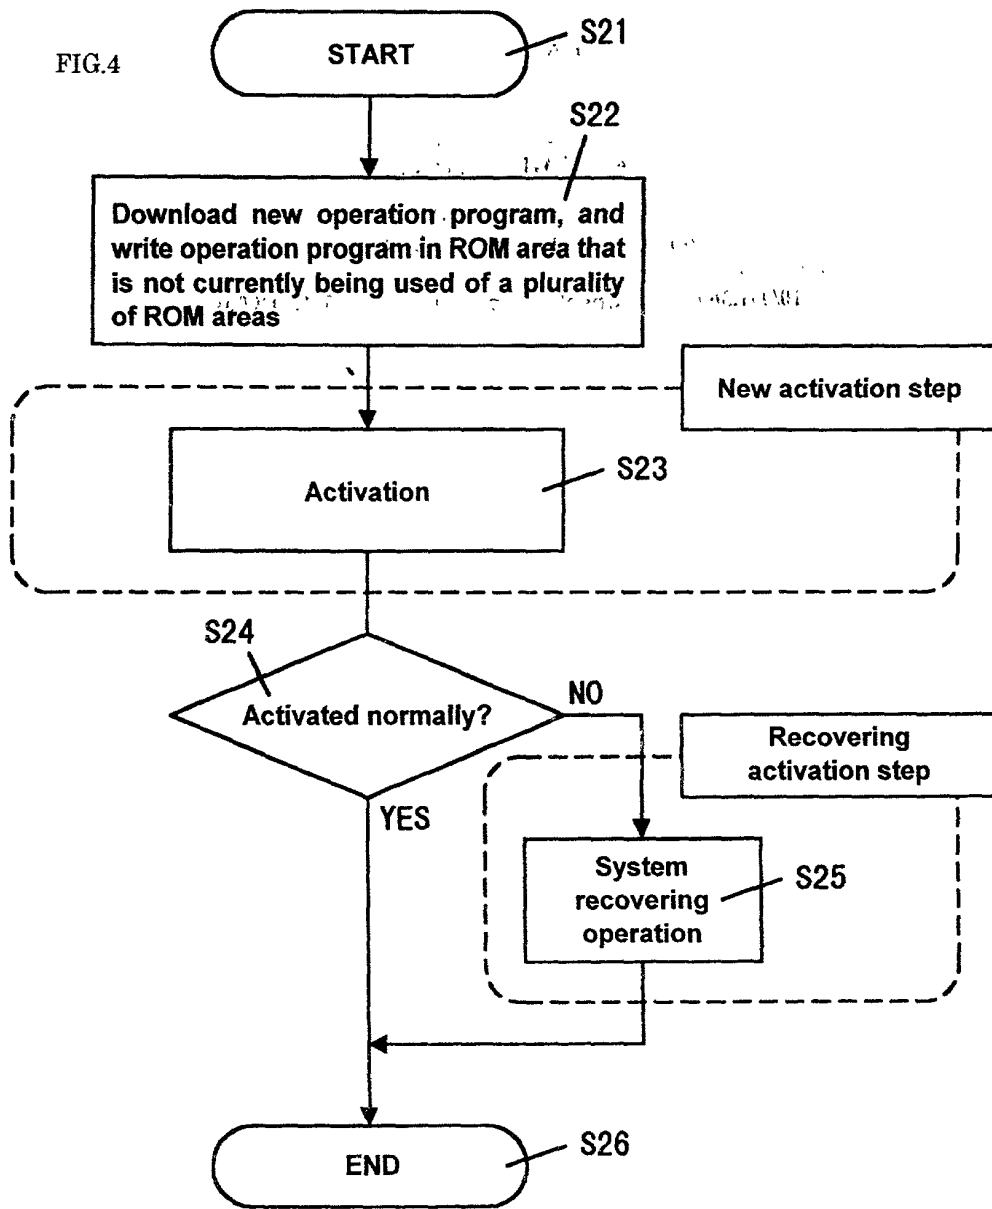 FIG.4
START
S21
S22
Download new operation program, and
write operation program in ROM area that
is not currently being used of a plurality
of ROM areas
New activation step
Activation
S23
S24
Activated normally?
NO
YES
Recovering
activation step
System
recovering
operation
S25
END
S26